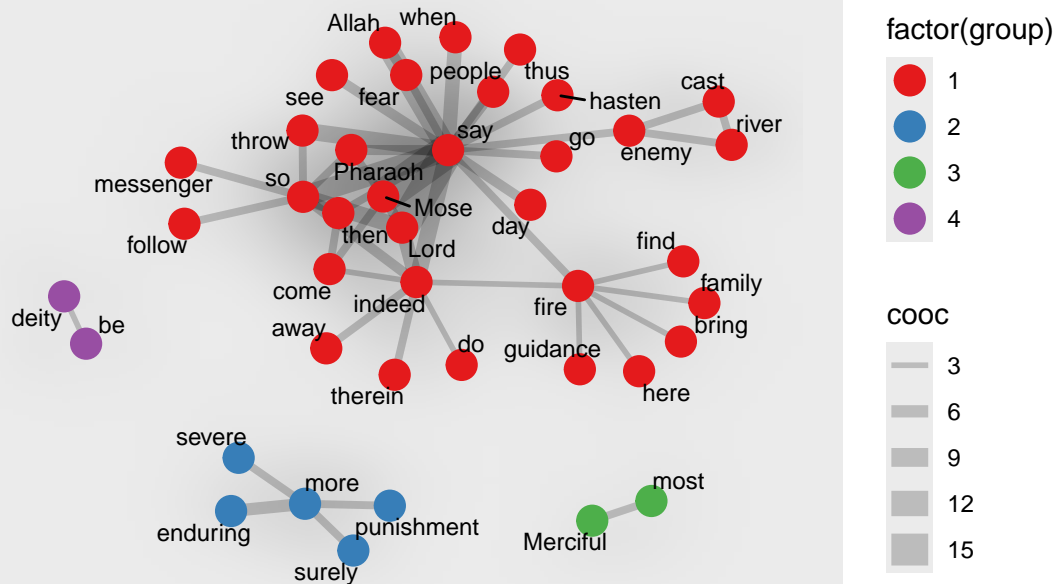 Allah
when
see
fear
people
thus
hasten
throw
say
go
cast
river
enemy
messenger
so
Pharaoh
Mose
follow
then
Lord
day
come
indeed
find
family
fire
bring
away
do
guidance
therein
here
deity
be
severe
more
enduring
punishment
surely
most
Merciful
factor(group)
1
2
3
4
cooc
3
6
9
12
15